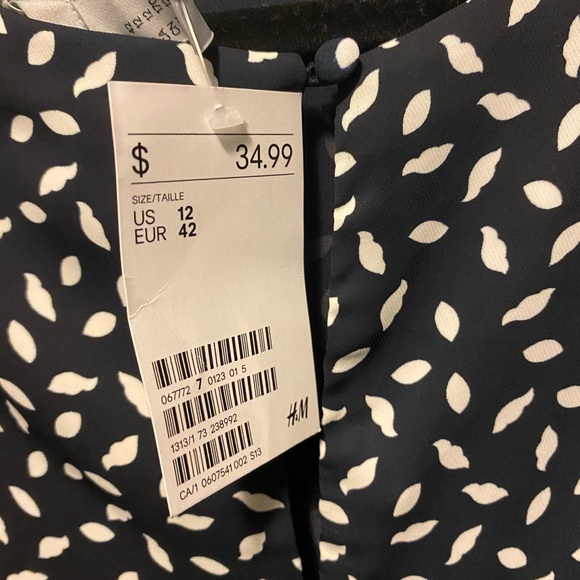 $ 34.99
SIZE/TAILLE
US 12
EUR 42
067772 7 0123 01 5
1313/1 73 238992
H&M
CA/1 0607541 002 S13